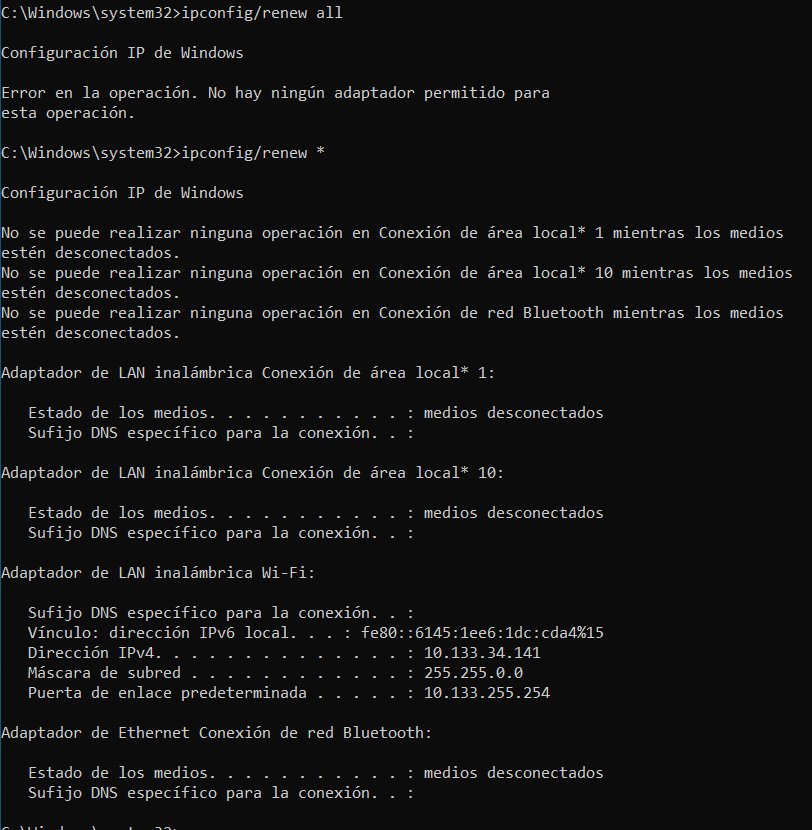 C:\Windows\system32>ipconfig/renew all
Configuración IP de Windows
Error en la operación. No hay ningún adaptador permitido para
esta operación.
C:\Windows\system32>ipconfig/renew *
Configuración IP de Windows
No se puede realizar ninguna operación en Conexión de área local* 1 mientras los medios
estén desconectados.
No se puede realizar ninguna operación en Conexión de área local* 10 mientras los medios
estén desconectados.
No se puede realizar ninguna operación en Conexión de red Bluetooth mientras los medios
estén desconectados.
Adaptador de LAN inalámbrica Conexión de área local* 1:
Estado de los medios. . . . . . . . . . . : medios desconectados
Sufijo DNS específico para la conexión. . :
Adaptador de LAN inalámbrica Conexión de área local* 10:
Estado de los medios. . . . . . . . . . . : medios desconectados
Sufijo DNS específico para la conexión. . :
Adaptador de LAN inalámbrica Wi-Fi:
Sufijo DNS específico para la conexión. . :
Vínculo: dirección IPv6 local. . . : fe80::6145:1ee6:1dc:cda4%15
Dirección IPv4. . . . . . . . . . . . . . : 10.133.34.141
Máscara de subred . . . . . . . . . . . . : 255.255.0.0
Puerta de enlace predeterminada . . . . . : 10.133.255.254
Adaptador de Ethernet Conexión de red Bluetooth:
Estado de los medios. . . . . . . . . . . : medios desconectados
Sufijo DNS específico para la conexión. . :